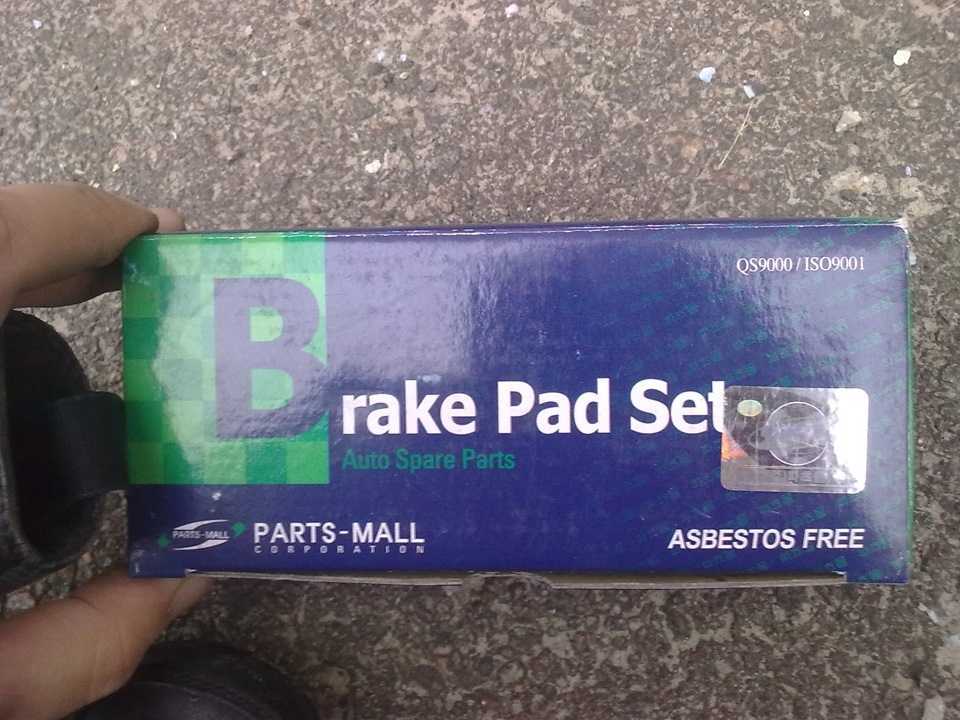 QS9000 / ISO9001
Brake Pad Set
Auto Spare Parts
PARTS-MALL
PARTS-MALL
CORPORATION
ASBESTOS FREE